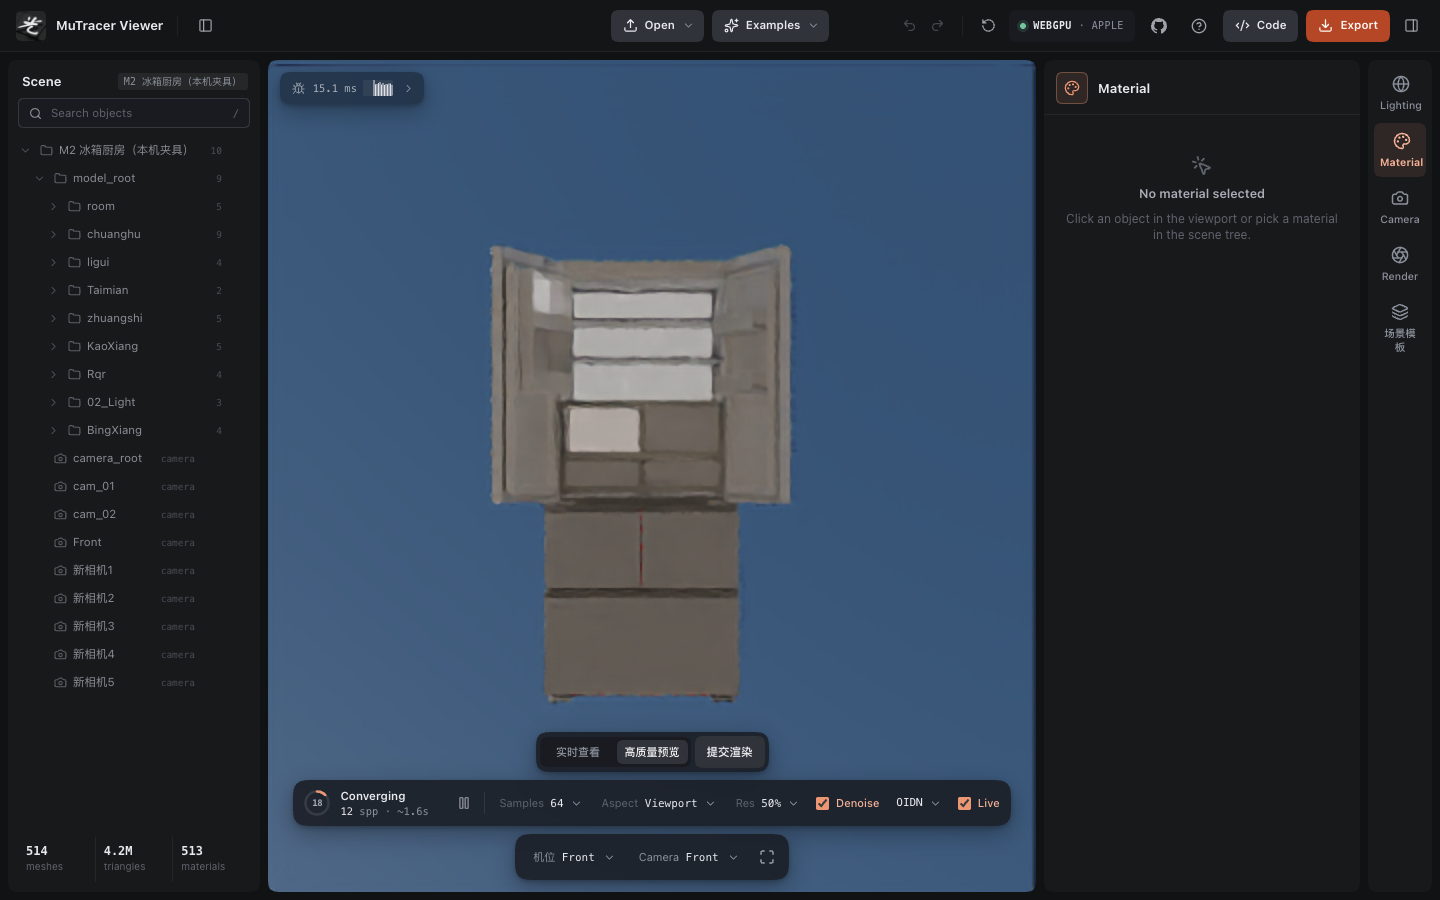 MuTracer Viewer
Open
Examples
WEBGPU · APPLE
Code
Export
Scene
M2 冰箱厨房 (本机夹具)
Search objects /
M2 冰箱厨房 (本机夹具) 10
model_root 9
room 5
chuanghu 9
ligui 4
Taimian 2
zhuangshi 5
KaoXiang 5
Rqr 4
02_Light 3
BingXiang 4
camera_root camera
cam_01 camera
cam_02 camera
Front camera
新相机1 camera
新相机2 camera
新相机3 camera
新相机4 camera
新相机5 camera
514
meshes
4.2M
triangles
513
materials
15.1 ms
实时查看
高质量预览
提交渲染
18
Converging
12 spp · ~1.6s
Samples 64
Aspect Viewport
Res 50%
Denoise
OIDN
Live
机位 Front
Camera Front
Material
No material selected
Click an object in the viewport or pick a material
in the scene tree.
Lighting
Material
Camera
Render
场景模
板